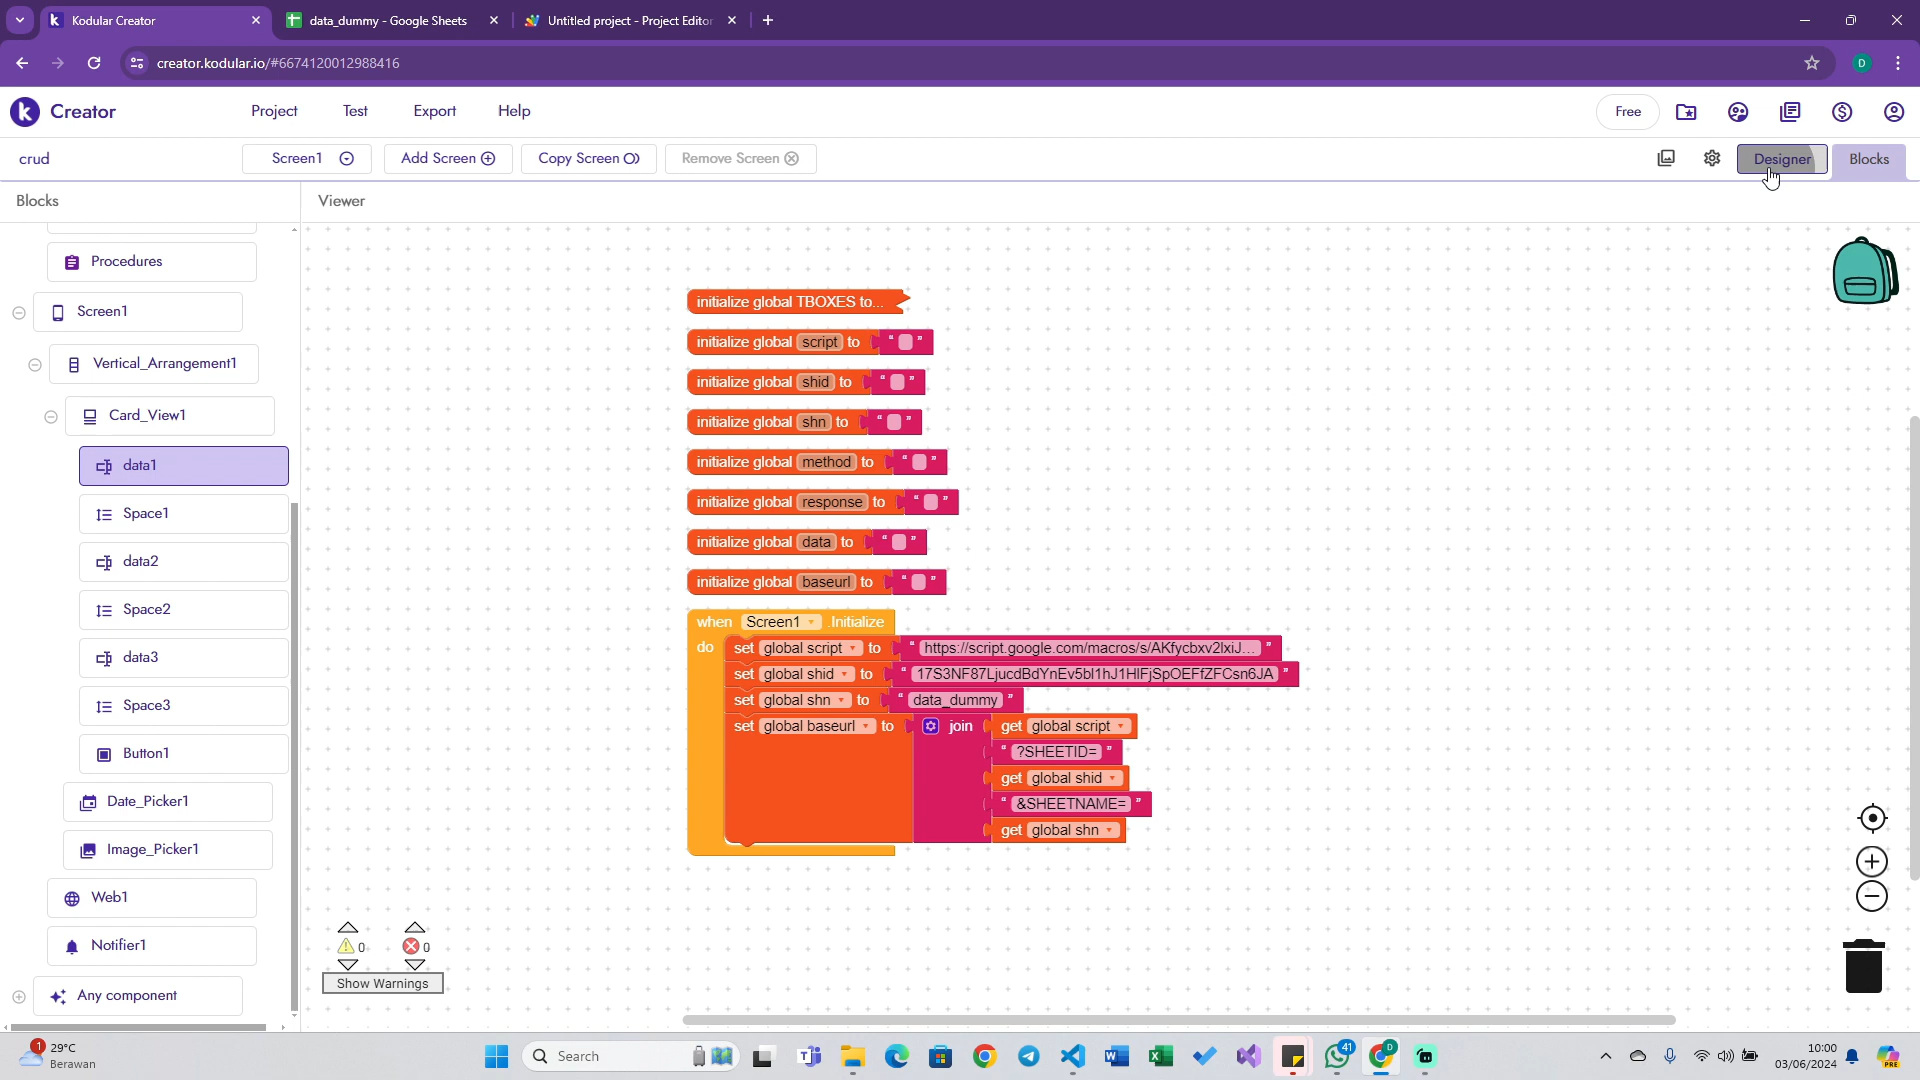 Kodular Creator
data_dummy - Google Sheets
Untitled project - Project Editor
creator.kodular.io/#6674120012988416
D
k Creator
Project
Test
Export
Help
Free
crud
Screen1
Add Screen
Copy Screen
Remove Screen
Designer
Blocks
Blocks
Viewer
Procedures
Screen1
Vertical_Arrangement1
Card_View1
data1
Space1
data2
Space2
data3
Space3
Button1
Date_Picker1
Image_Picker1
Web1
Notifier1
Any component
initialize global TBOXES to...
initialize global script to " "
initialize global shid to " "
initialize global shn to " "
initialize global method to " "
initialize global response to " "
initialize global data to " "
initialize global baseurl to " "
when Screen1 .Initialize
do set global script to " https://script.google.com/macros/s/AKfycbxv2lxiJ... "
set global shid to " 17S3NF87LjucdBdYnEv5bl1hJ1HlFjSpOEFfZFCsn6JA "
set global shn to " data_dummy "
set global baseurl to join get global script
" ?SHEETID= "
get global shid
" &SHEETNAME= "
get global shn
0
0
Show Warnings
1
29°C
Berawan
Search
41
D
10:00
03/06/2024
PRE